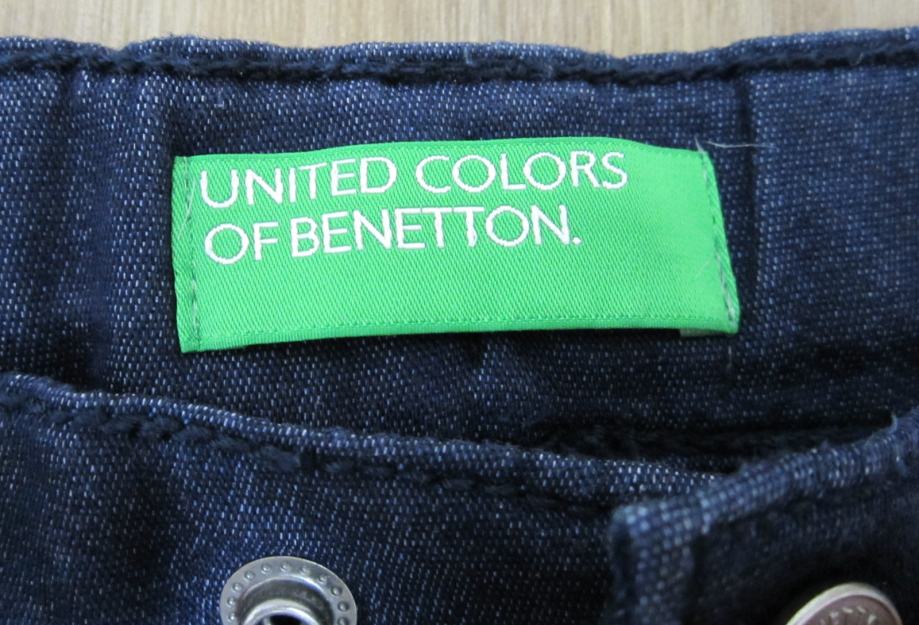 UNITED COLORS
OF BENETTON.